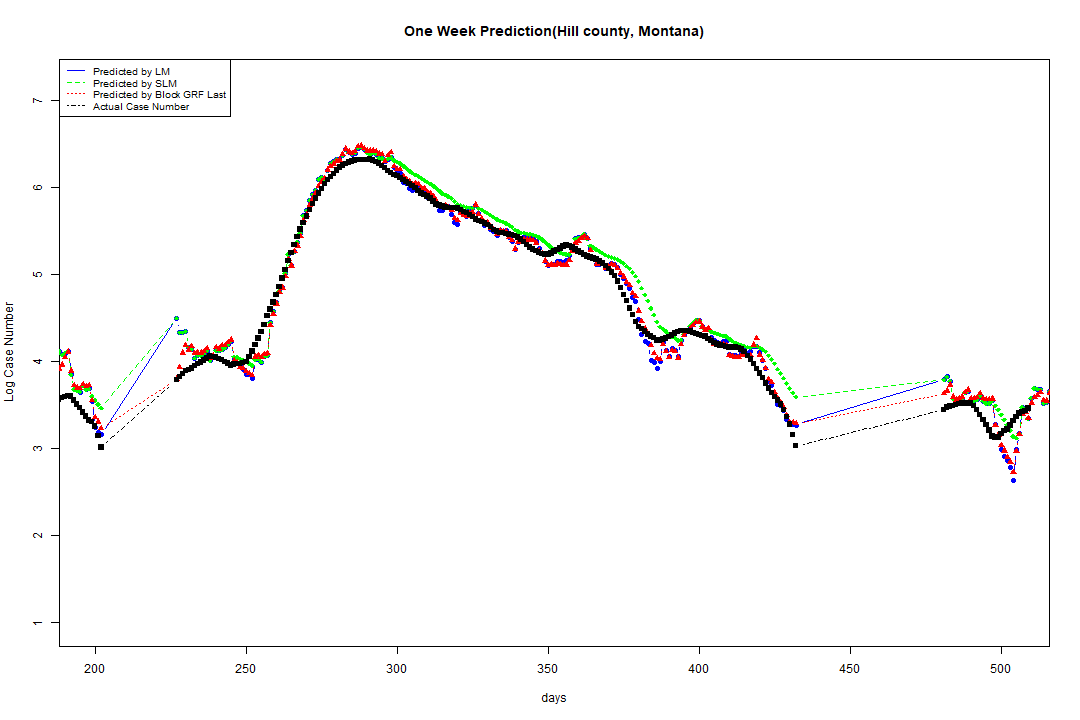 One Week Prediction(Hill county, Montana)
Predicted by LM
Predicted by SLM
Predicted by Block GRF Last
Actual Case Number
Log Case Number
7
6
5
4
3
2
1
200 250 300 350 400 450 500
days